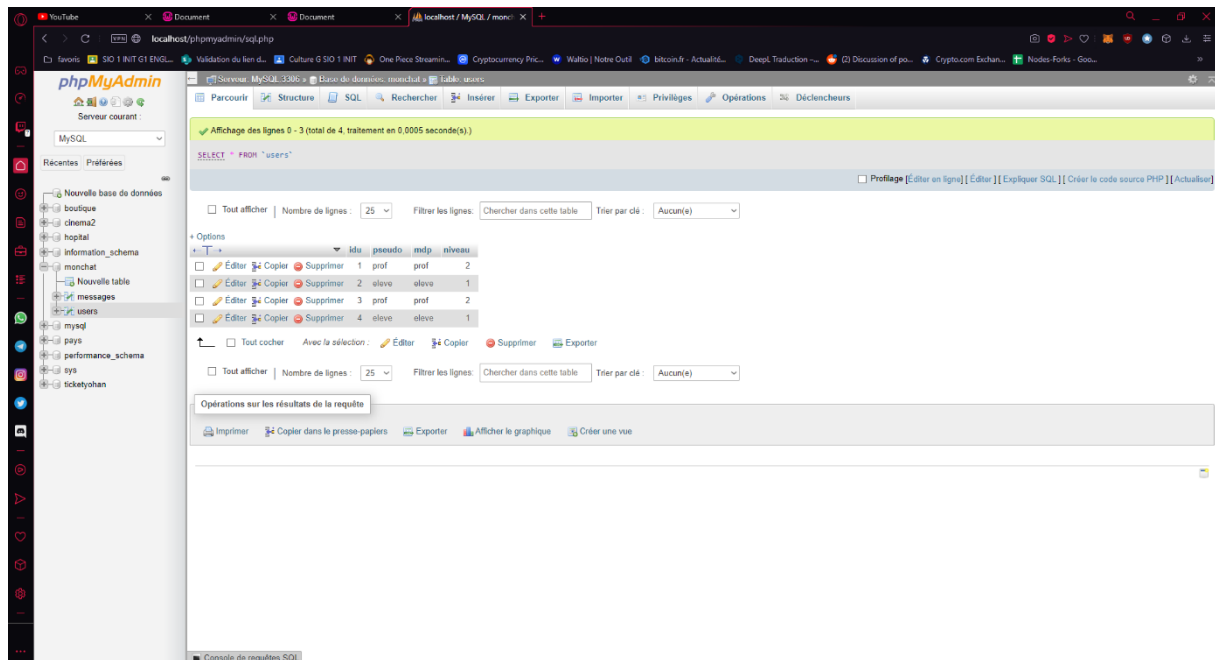 YouTube
Document
Document
localhost / MySQL / monch
VPN localhost/phpmyadmin/sql.php
favoris SIO 1 INIT G1 ENGL... Validation du lien d... Culture G SIO 1 INIT One Piece Streamin... Cryptocurrency Pric... Waltio | Notre Outil bitcoin.fr - Actualité... DeepL Traduction -... (2) Discussion of po... Crypto.com Exchan... Nodes-Forks - Goo...
phpMyAdmin
Serveur courant :
MySQL
Récentes Préférées
Nouvelle base de données
boutique
cinema2
hopital
information_schema
monchat
Nouvelle table
messages
users
mysql
pays
performance_schema
sys
ticketyohan
Serveur: MySQL:3306 » Base de données: monchat » table: users
Parcourir Structure SQL Rechercher Insérer Exporter Importer Privilèges Opérations Déclencheurs
Affichage des lignes 0 - 3 (total de 4, traitement en 0,0005 seconde(s).)
SELECT * FROM `users`
Profilage [Éditer en ligne] [ Éditer ] [ Expliquer SQL ] [ Créer le code source PHP ] [ Actualiser]
Tout afficher | Nombre de lignes : 25 Filtrer les lignes: Chercher dans cette table Trier par clé : Aucun(e)
+ Options
idu pseudo mdp niveau
Éditer Copier Supprimer 1 prof prof 2
Éditer Copier Supprimer 2 eleve eleve 1
Éditer Copier Supprimer 3 prof prof 2
Éditer Copier Supprimer 4 eleve eleve 1
Tout cocher Avec la sélection : Éditer Copier Supprimer Exporter
Tout afficher | Nombre de lignes : 25 Filtrer les lignes: Chercher dans cette table Trier par clé : Aucun(e)
Opérations sur les résultats de la requête
Imprimer Copier dans le presse-papiers Exporter Afficher le graphique Créer une vue
Console de requêtes SQL